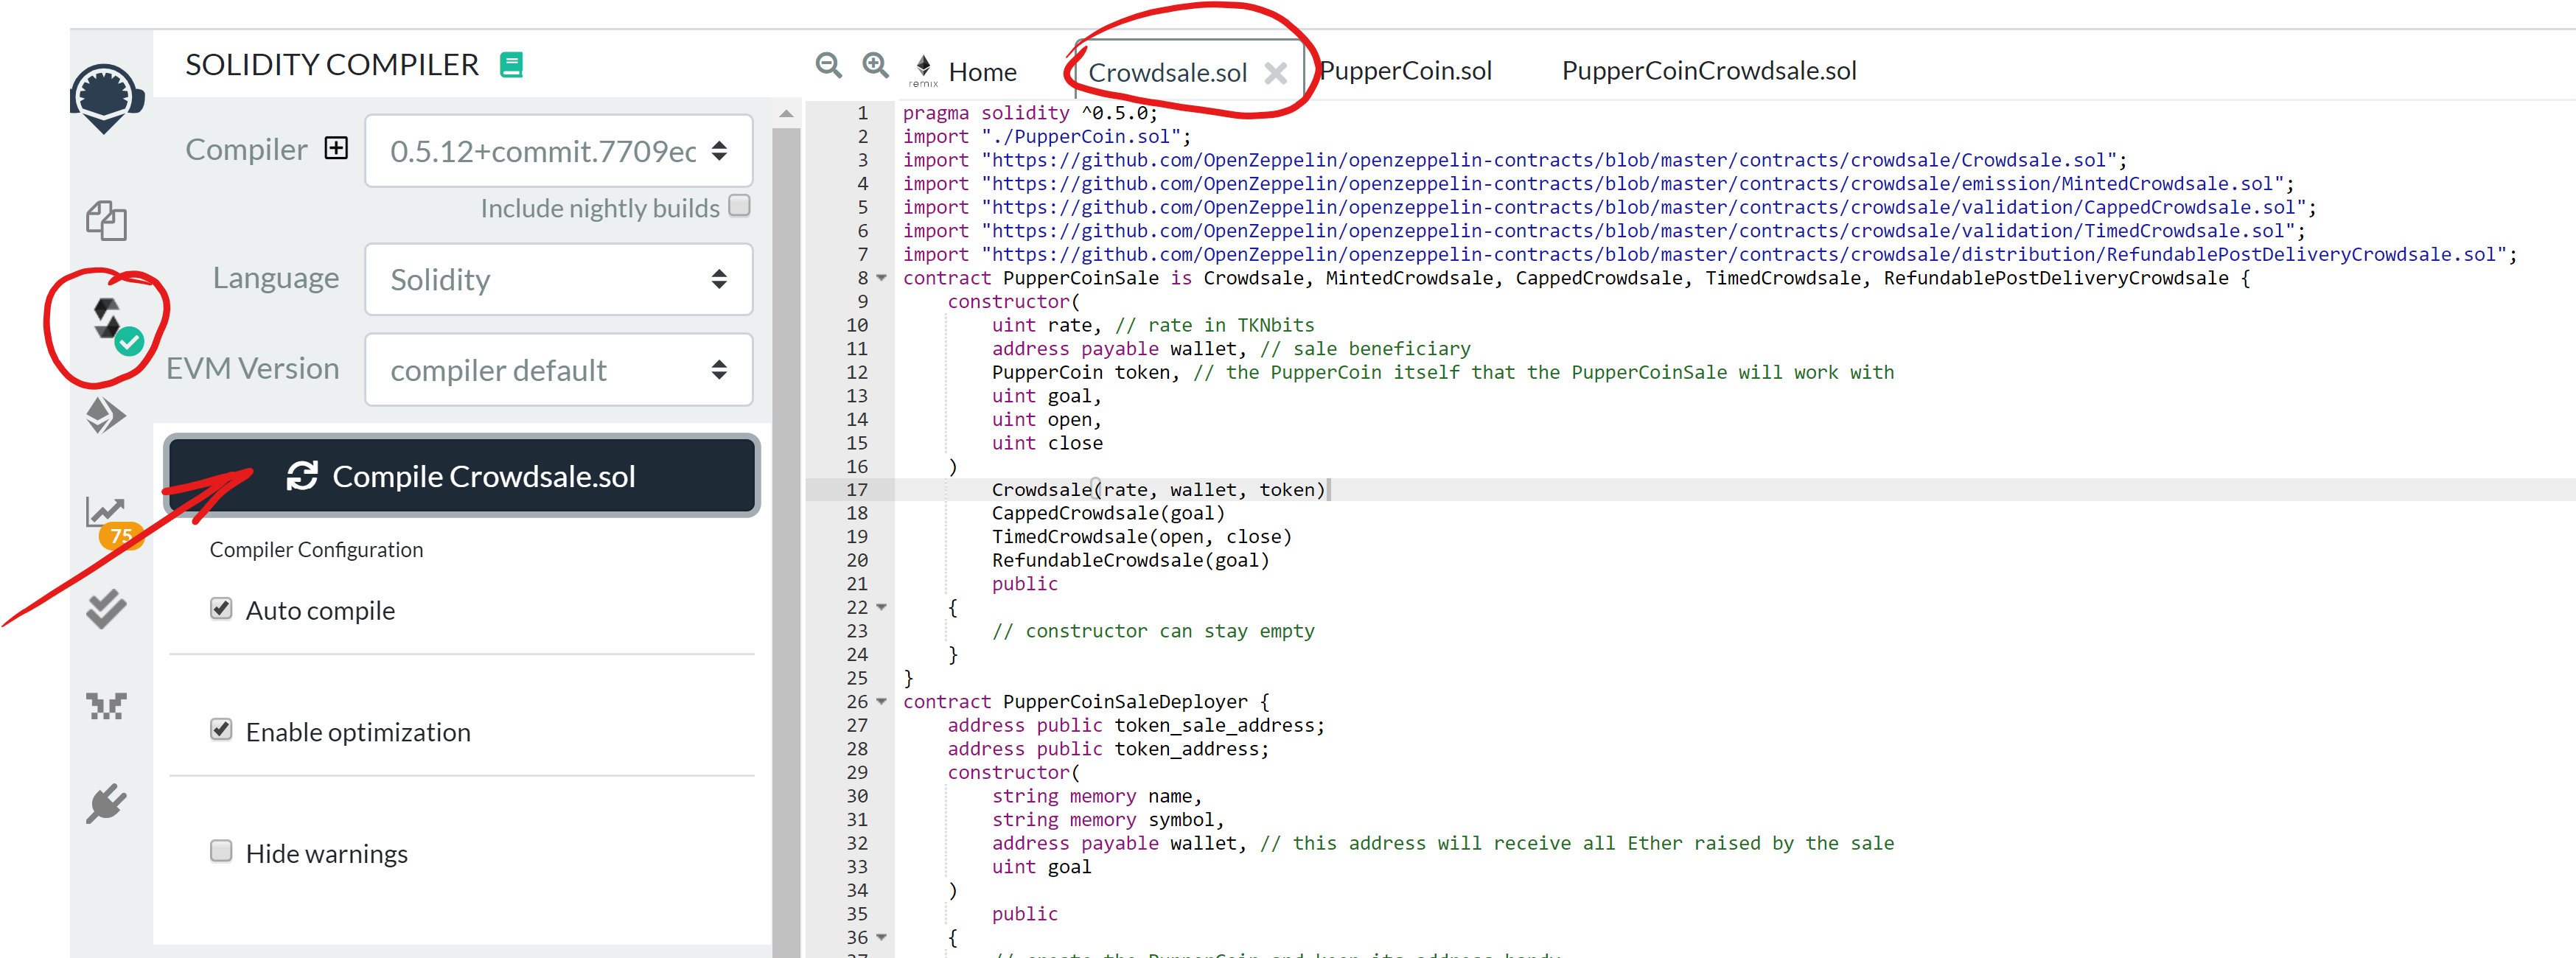 SOLIDITY COMPILER
Compiler
0.5.12+commit.7709ec
Include nightly builds
Language
Solidity
EVM Version
compiler default
Compile Crowdsale.sol
75
Compiler Configuration
Auto compile
Enable optimization
Hide warnings
remix
Home
Crowdsale.sol
PupperCoin.sol
PupperCoinCrowdsale.sol
1 pragma solidity ^0.5.0;
2 import "./PupperCoin.sol";
3 import "https://github.com/OpenZeppelin/openzeppelin-contracts/blob/master/contracts/crowdsale/Crowdsale.sol";
4 import "https://github.com/OpenZeppelin/openzeppelin-contracts/blob/master/contracts/crowdsale/emission/MintedCrowdsale.sol";
5 import "https://github.com/OpenZeppelin/openzeppelin-contracts/blob/master/contracts/crowdsale/validation/CappedCrowdsale.sol";
6 import "https://github.com/OpenZeppelin/openzeppelin-contracts/blob/master/contracts/crowdsale/validation/TimedCrowdsale.sol";
7 import "https://github.com/OpenZeppelin/openzeppelin-contracts/blob/master/contracts/crowdsale/distribution/RefundablePostDeliveryCrowdsale.sol";
8 contract PupperCoinSale is Crowdsale, MintedCrowdsale, CappedCrowdsale, TimedCrowdsale, RefundablePostDeliveryCrowdsale {
9 constructor(
10 uint rate, // rate in TKNbits
11 address payable wallet, // sale beneficiary
12 PupperCoin token, // the PupperCoin itself that the PupperCoinSale will work with
13 uint goal,
14 uint open,
15 uint close
16 )
17 Crowdsale(rate, wallet, token)
18 CappedCrowdsale(goal)
19 TimedCrowdsale(open, close)
20 RefundableCrowdsale(goal)
21 public
22 {
23 // constructor can stay empty
24 }
25 }
26 contract PupperCoinSaleDeployer {
27 address public token_sale_address;
28 address public token_address;
29 constructor(
30 string memory name,
31 string memory symbol,
32 address payable wallet, // this address will receive all Ether raised by the sale
33 uint goal
34 )
35 public
36 {